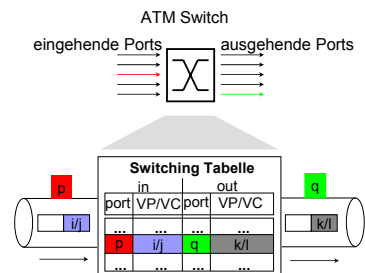 ATM Switch
eingehende Ports ausgehende Ports
Switching Tabelle
in out
port VP/VC port VP/VC
... ... ... ...
p i/j q k/l
... ... ... ...
p
i/j
q
k/l